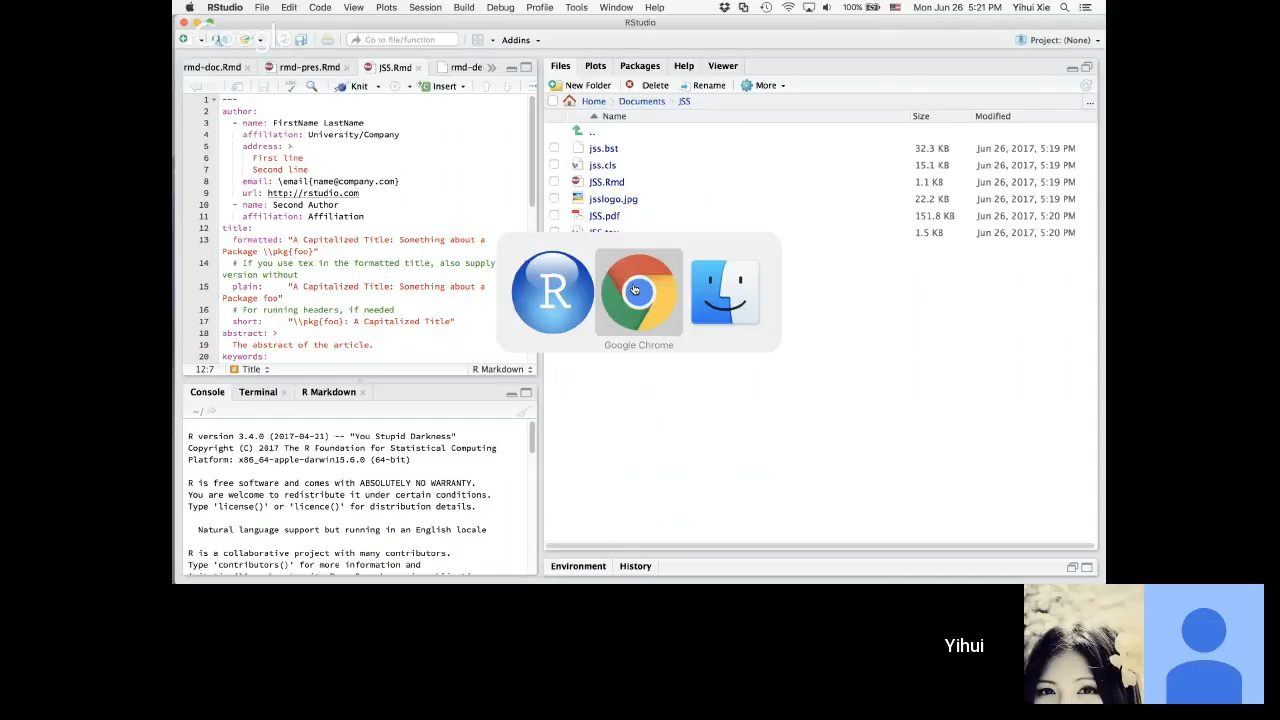 RStudio File Edit Code View Plots Session Build Debug Profile Tools Window Help 100% Mon Jun 26 5:21 PM Yihui Xie
RStudio
Go to file/function Addins Project: (None)
rmd-doc.Rmd rmd-pres.Rmd JSS.Rmd rmd-de
Knit Insert
1 ---
2 author:
3 - name: FirstName LastName
4 affiliation: University/Company
5 address: >
6 First line
7 Second line
8 email: \email{name@company.com}
9 url: http://rstudio.com
10 - name: Second Author
11 affiliation: Affiliation
12 title:
13 formatted: "A Capitalized Title: Something about a
Package \\pkg{foo}"
14 # If you use tex in the formatted title, also supply
version without
15 plain: "A Capitalized Title: Something about a
Package foo"
16 # For running headers, if needed
17 short: "\\pkg{foo}: A Capitalized Title"
18 abstract: >
19 The abstract of the article.
20 keywords:
12:7 Title R Markdown
Console Terminal R Markdown
~/
R version 3.4.0 (2017-04-21) -- "You Stupid Darkness"
Copyright (C) 2017 The R Foundation for Statistical Computing
Platform: x86_64-apple-darwin15.6.0 (64-bit)
R is free software and comes with ABSOLUTELY NO WARRANTY.
You are welcome to redistribute it under certain conditions.
Type 'license()' or 'licence()' for distribution details.
Natural language support but running in an English locale
R is a collaborative project with many contributors.
Type 'contributors()' for more information and
Files Plots Packages Help Viewer
New Folder Delete Rename More
Home Documents JSS ...
Name Size Modified
..
jss.bst 32.3 KB Jun 26, 2017, 5:19 PM
jss.cls 15.1 KB Jun 26, 2017, 5:19 PM
JSS.Rmd 1.1 KB Jun 26, 2017, 5:19 PM
jsslogo.jpg 22.2 KB Jun 26, 2017, 5:19 PM
JSS.pdf 151.8 KB Jun 26, 2017, 5:20 PM
JSS.tex 1.5 KB Jun 26, 2017, 5:20 PM
R
Google Chrome
Environment History
Yihui